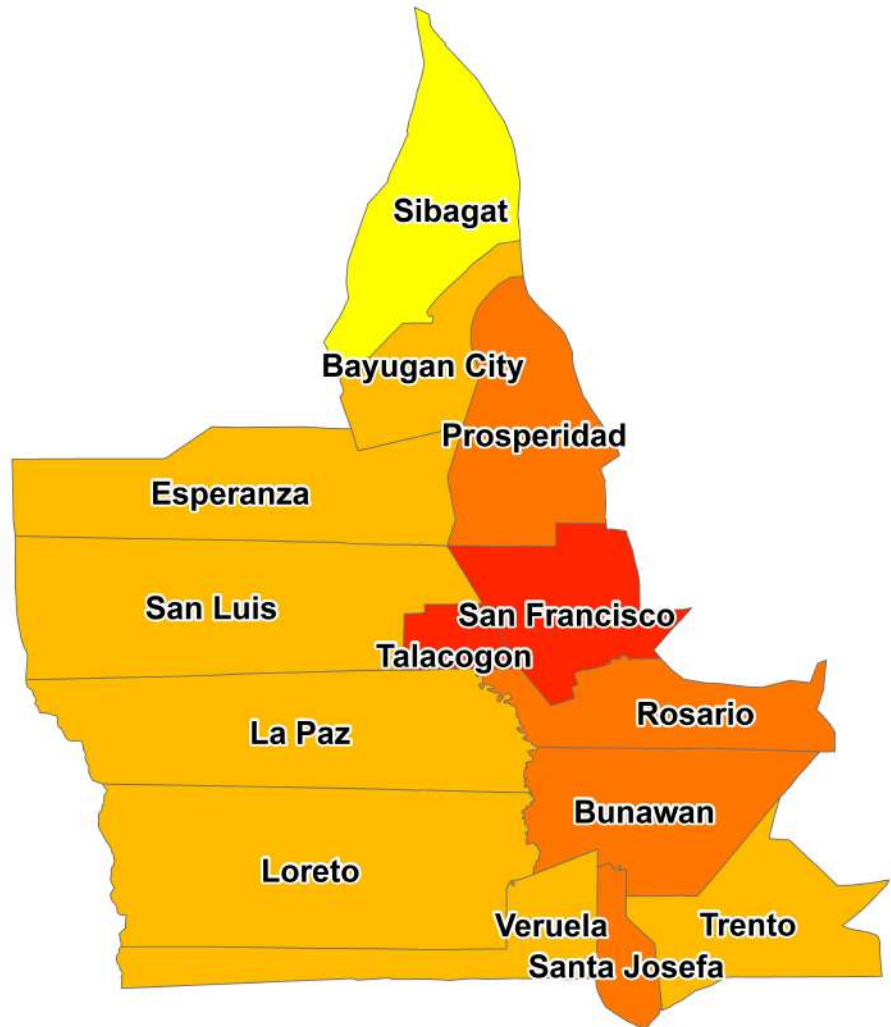 Sibagat
Bayugan City
Prosperidad
Esperanza
San Luis
San Francisco
Talacogon
Rosario
La Paz
Bunawan
Loreto
Veruela
Trento
Santa Josefa